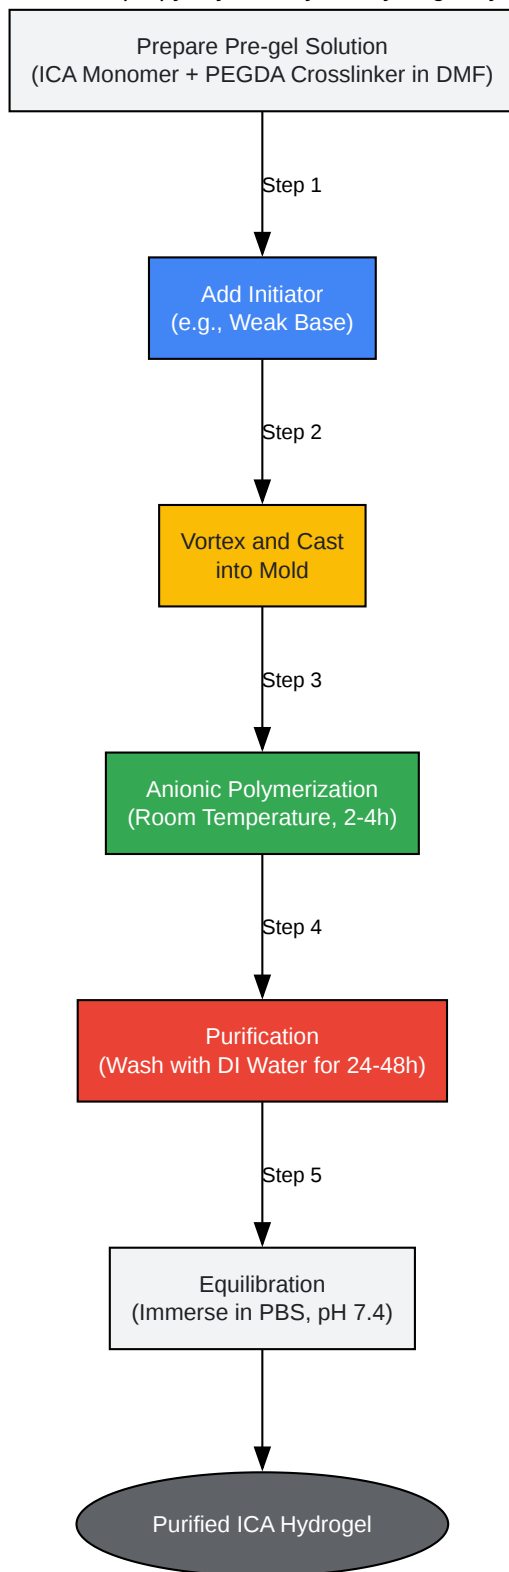 Prepare Pre-gel Solution
(ICA Monomer + PEGDA Crosslinker in DMF)
Step 1
Add Initiator
(e.g., Weak Base)
Step 2
Vortex and Cast
into Mold
Step 3
Anionic Polymerization
(Room Temperature, 2-4h)
Step 4
Purification
(Wash with DI Water for 24-48h)
Step 5
Equilibration
(Immerse in PBS, pH 7.4)
Purified ICA Hydrogel